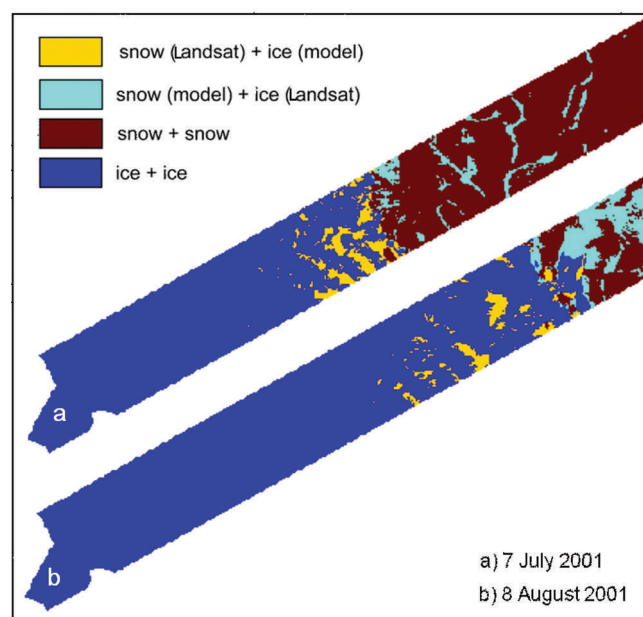 snow (Landsat) + ice (model)
snow (model) + ice (Landsat)
snow + snow
ice + ice
a
b
a) 7 July 2001
b) 8 August 2001